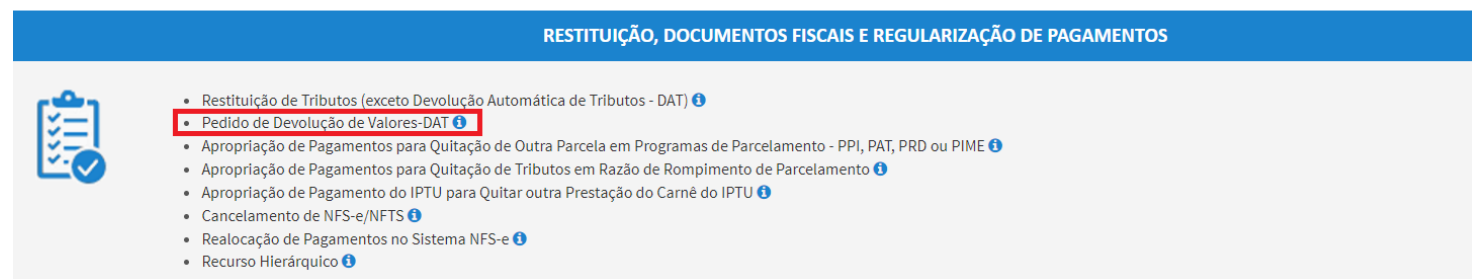 RESTITUIÇÃO, DOCUMENTOS FISCAIS E REGULARIZAÇÃO DE PAGAMENTOS
• Restituição de Tributos (exceto Devolução Automática de Tributos - DAT)
• Pedido de Devolução de Valores-DAT
• Apropriação de Pagamentos para Quitação de Outra Parcela em Programas de Parcelamento - PPI, PAT, PRD ou PIME
• Apropriação de Pagamentos para Quitação de Tributos em Razão de Rompimento de Parcelamento
• Apropriação de Pagamento do IPTU para Quitar outra Prestação do Carnê do IPTU
• Cancelamento de NFS-e/NFTS
• Realocação de Pagamentos no Sistema NFS-e
• Recurso Hierárquico